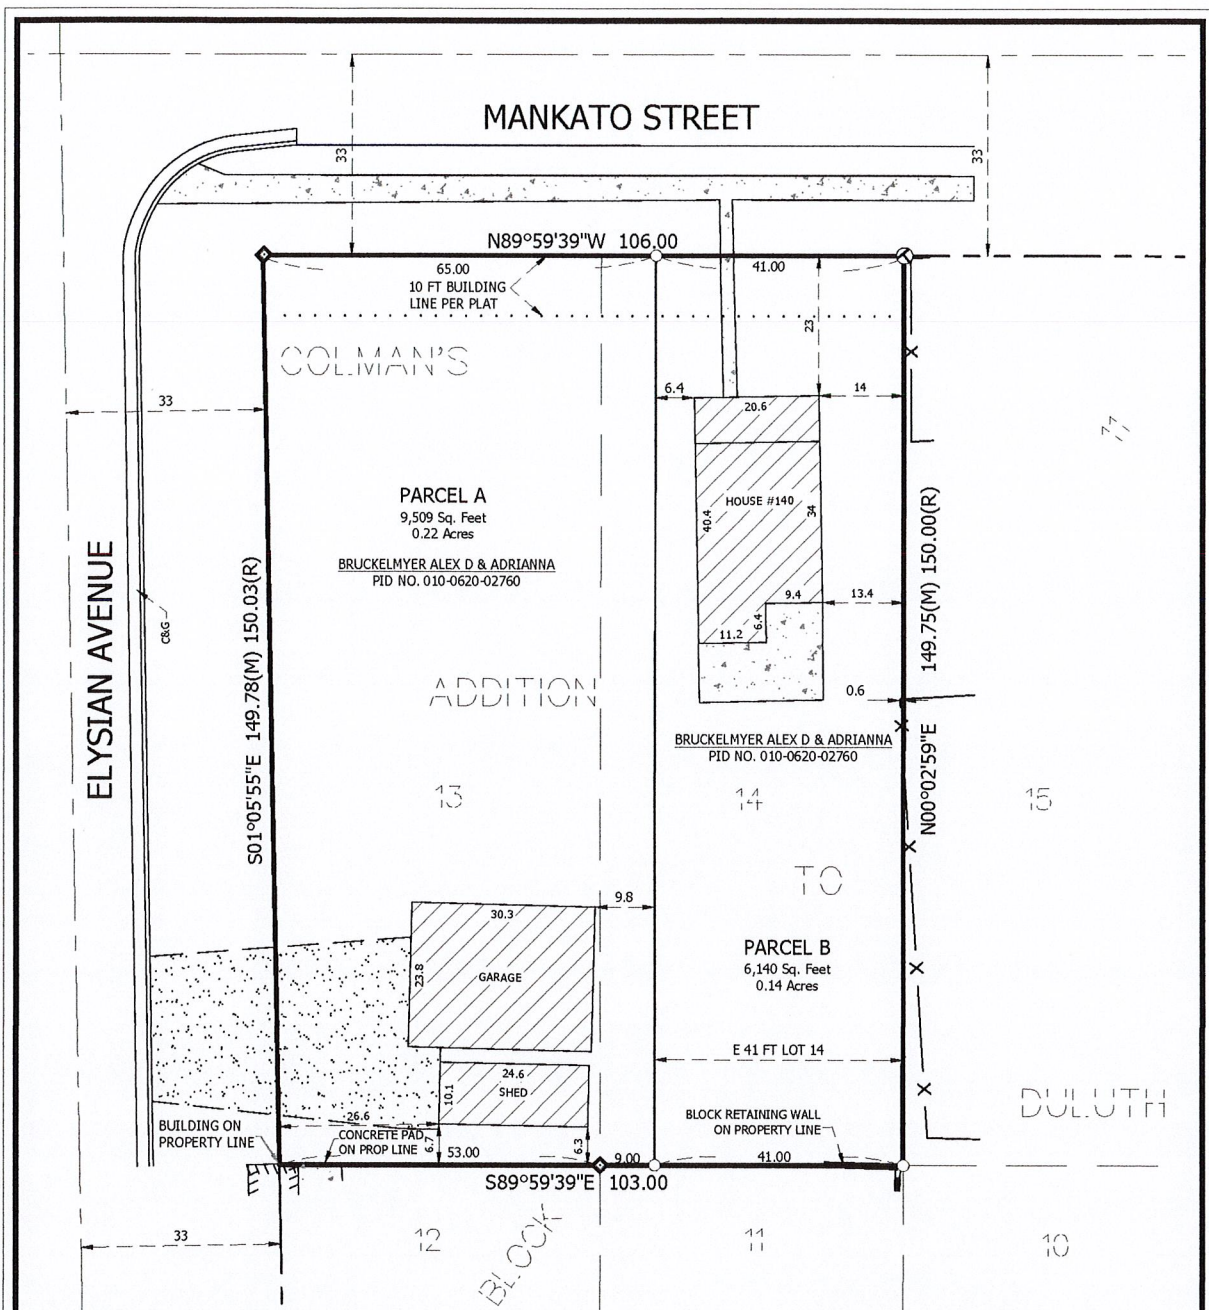 MANKATO STREET
33
33
N89°59'39"W 106.00
65.00
41.00
10 FT BUILDING
LINE PER PLAT
23
COLMAN'S
33
6.4
14
20.6
77
PARCEL A
9,509 Sq. Feet
0.22 Acres
BRUCKELMYER ALEX D & ADRIANNA
PID NO. 010-0620-02760
HOUSE #140
40.4
34
149.75(M) 150.00(R)
N00°02'59"E
ELYSIAN AVENUE
S01°05'55"E 149.78(M) 150.03(R)
C&G
9.4
13.4
6.4
11.2
ADDITION
0.6
BRUCKELMYER ALEX D & ADRIANNA
PID NO. 010-0620-02760
13
14
15
TO
9.8
30.3
GARAGE
23.8
PARCEL B
6,140 Sq. Feet
0.14 Acres
E 41 FT LOT 14
24.6
SHED
10.1
DULUTH
26.6
BUILDING ON
PROPERTY LINE
CONCRETE PAD
ON PROP LINE
6.7
6.3
BLOCK RETAINING WALL
ON PROPERTY LINE
53.00
9.00
41.00
S89°59'39"E 103.00
33
12
BLOCK
11
10